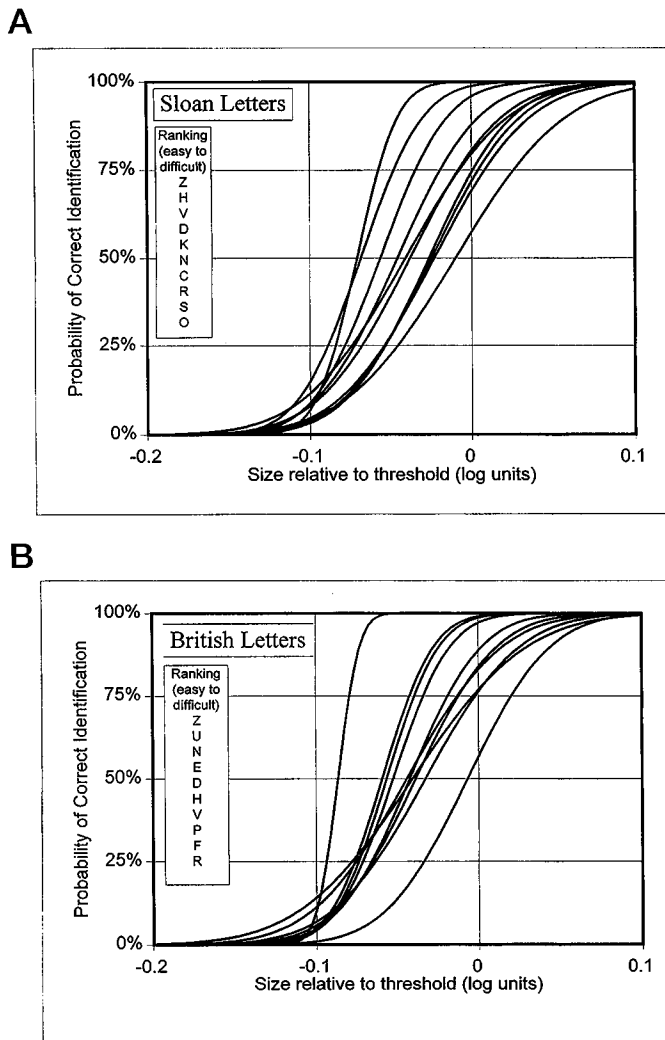 A
Sloan Letters
Ranking
(easy to
difficult)
Z
H
V
D
K
N
C
R
S
O
100%
75%
50%
25%
0%
Probability of Correct Identification
-0.2
-0.1
0
0.1
Size relative to threshold (log units)
B
British Letters
Ranking
(easy to
difficult)
Z
U
N
E
D
H
V
P
F
R
100%
75%
50%
25%
0%
Probability of Correct Identification
-0.2
-0.1
0
0.1
Size relative to threshold (log units)